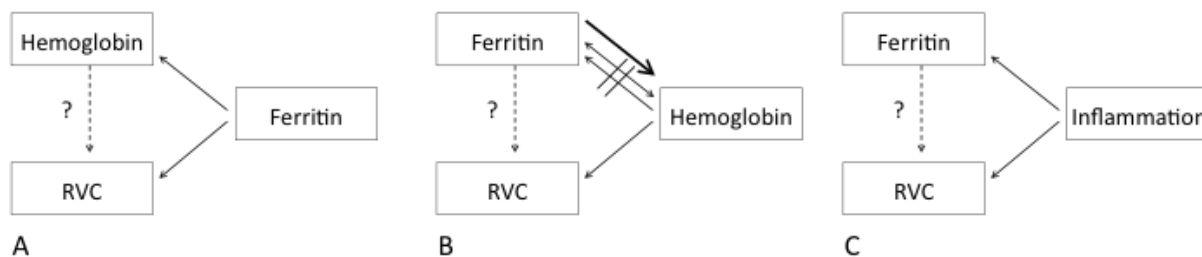 Hemoglobin
?
Ferritin
RVC
A
Ferritin
?
Hemoglobin
RVC
B
Ferritin
?
Inflammation
RVC
C